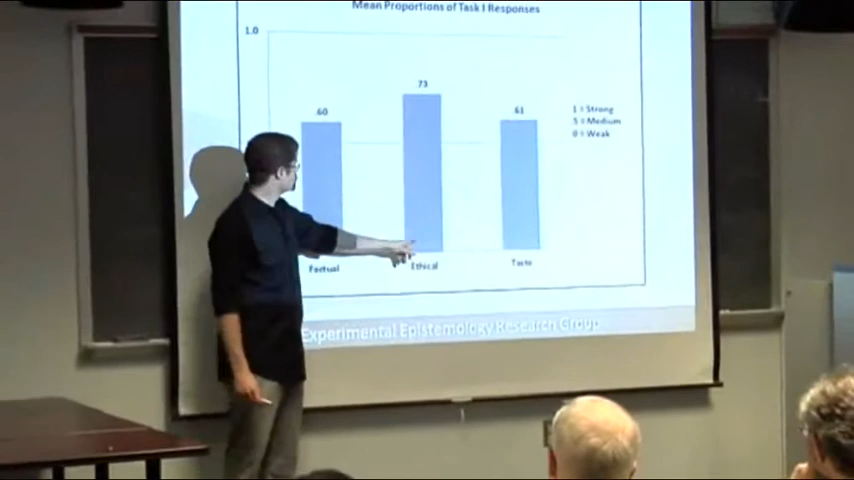 Mean Proportions of Task I Responses
1.0
.60
.73
.61
1 = Strong
.5 = Medium
0 = Weak
Factual
Ethical
Taste
Experimental Epistemology Research Group